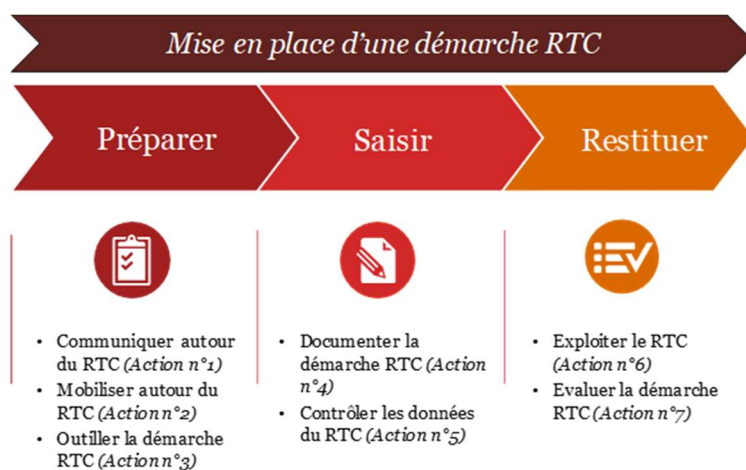 Mise en place d'une démarche RTC
Préparer
Saisir
Restituer
• Communiquer autour
du RTC (Action n°1)
• Mobiliser autour du
RTC (Action n°2)
• Outiller la démarche
RTC (Action n°3)
• Documenter la
démarche RTC (Action
n°4)
• Contrôler les données
du RTC (Action n°5)
• Exploiter le RTC
(Action n°6)
• Evaluer la démarche
RTC (Action n°7)